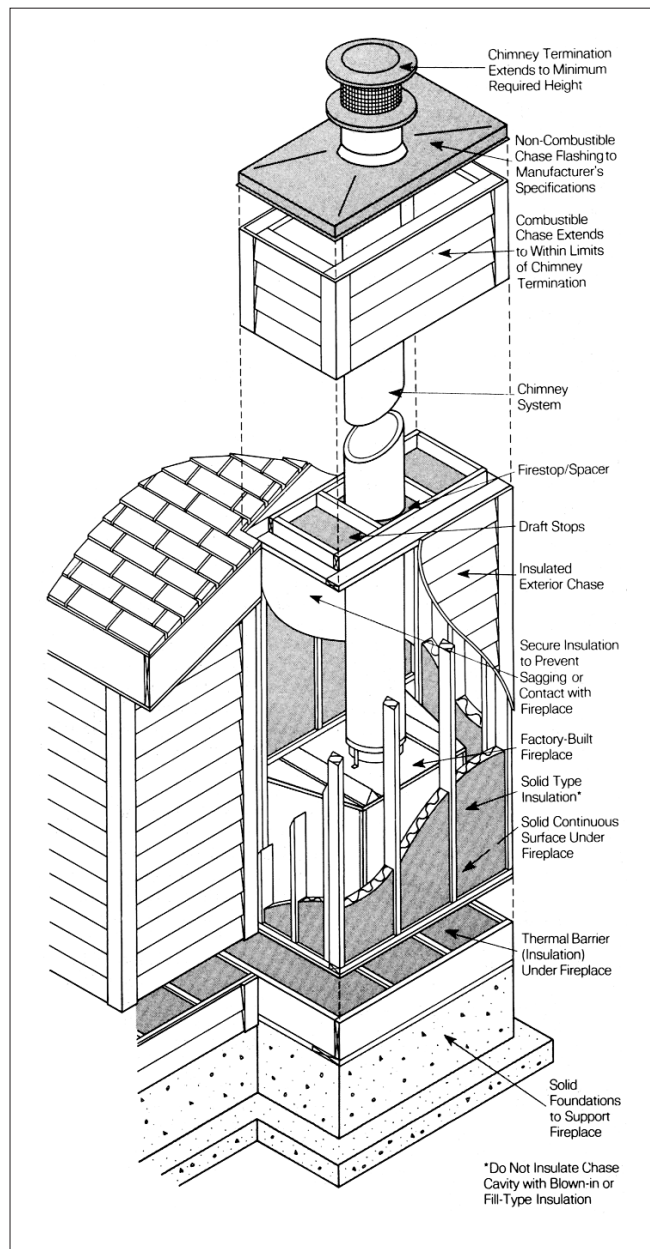 Chimney Termination
Extends to Minimum
Required Height
Non-Combustible
Chase Flashing to
Manufacturer's
Specifications
Combustible
Chase Extends
to Within Limits
of Chimney
Termination
Chimney
System
Firestop/Spacer
Draft Stops
Insulated
Exterior Chase
Secure Insulation
to Prevent
Sagging or
Contact with
Fireplace
Factory-Built
Fireplace
Solid Type
Insulation*
Solid Continuous
Surface Under
Fireplace
Thermal Barrier
(Insulation)
Under Fireplace
Solid
Foundations
to Support
Fireplace
*Do Not Insulate Chase
Cavity with Blown-in or
Fill-Type Insulation